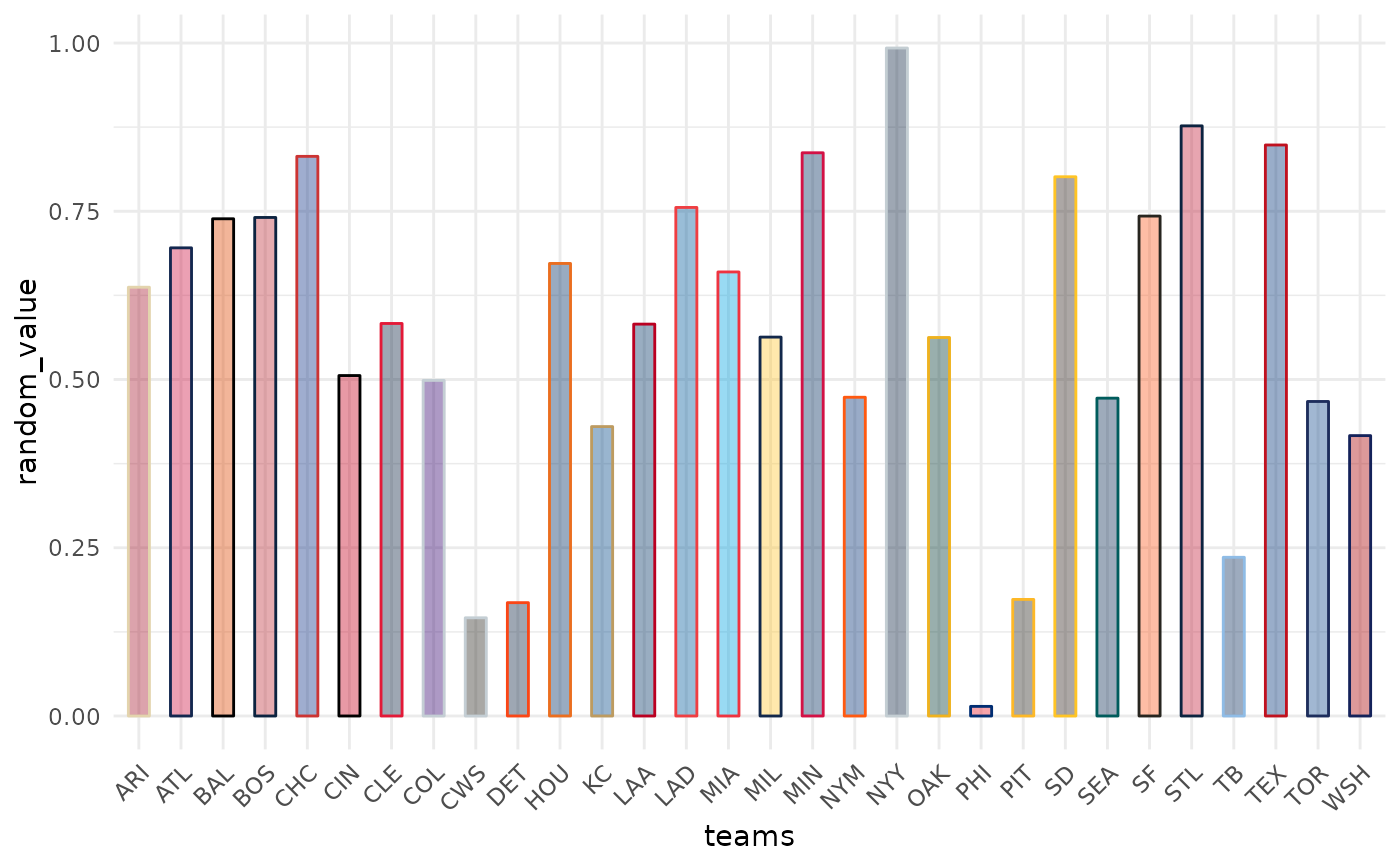 1.00
0.75
0.50
0.25
0.00
random_value
ARI
ATL
BAL
BOS
CHC
CIN
CLE
COL
CWS
DET
HOU
KC
LAA
LAD
MIA
MIL
MIN
NYM
NYY
OAK
PHI
PIT
SD
SEA
SF
STL
TB
TEX
TOR
WSH
teams